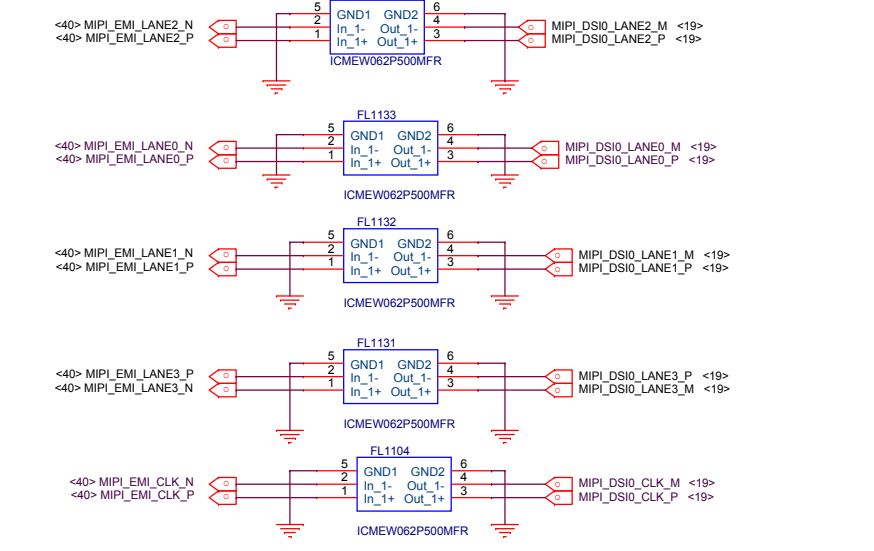 5 GND1 GND2 6
<40> MIPI_EMI_LANE2_N 2 In_1- Out_1- 4 MIPI_DSI0_LANE2_M <19>
<40> MIPI_EMI_LANE2_P 1 In_1+ Out_1+ 3 MIPI_DSI0_LANE2_P <19>
ICMEW062P500MFR
FL1133
5 GND1 GND2 6
<40> MIPI_EMI_LANE0_N 2 In_1- Out_1- 4 MIPI_DSI0_LANE0_M <19>
<40> MIPI_EMI_LANE0_P 1 In_1+ Out_1+ 3 MIPI_DSI0_LANE0_P <19>
ICMEW062P500MFR
FL1132
5 GND1 GND2 6
<40> MIPI_EMI_LANE1_N 2 In_1- Out_1- 4 MIPI_DSI0_LANE1_M <19>
<40> MIPI_EMI_LANE1_P 1 In_1+ Out_1+ 3 MIPI_DSI0_LANE1_P <19>
ICMEW062P500MFR
FL1131
5 GND1 GND2 6
<40> MIPI_EMI_LANE3_P 2 In_1- Out_1- 4 MIPI_DSI0_LANE3_P <19>
<40> MIPI_EMI_LANE3_N 1 In_1+ Out_1+ 3 MIPI_DSI0_LANE3_M <19>
ICMEW062P500MFR
FL1104
5 GND1 GND2 6
<40> MIPI_EMI_CLK_N 2 In_1- Out_1- 4 MIPI_DSI0_CLK_M <19>
<40> MIPI_EMI_CLK_P 1 In_1+ Out_1+ 3 MIPI_DSI0_CLK_P <19>
ICMEW062P500MFR